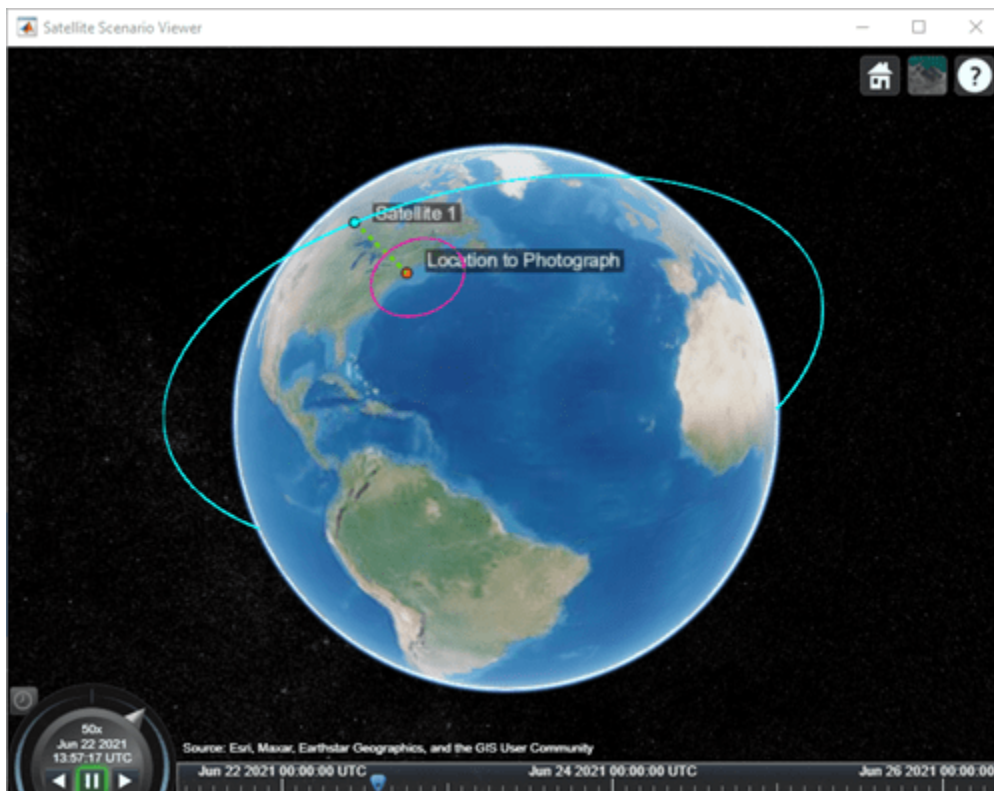 Satellite Scenario Viewer
?
Satellite 1
Location to Photograph
50x
Jun 22 2021
13:57:17 UTC
Source: Esri, Maxar, Earthstar Geographics, and the GIS User Community
Jun 22 2021 00:00:00 UTC
Jun 24 2021 00:00:00 UTC
Jun 26 2021 00:00:00